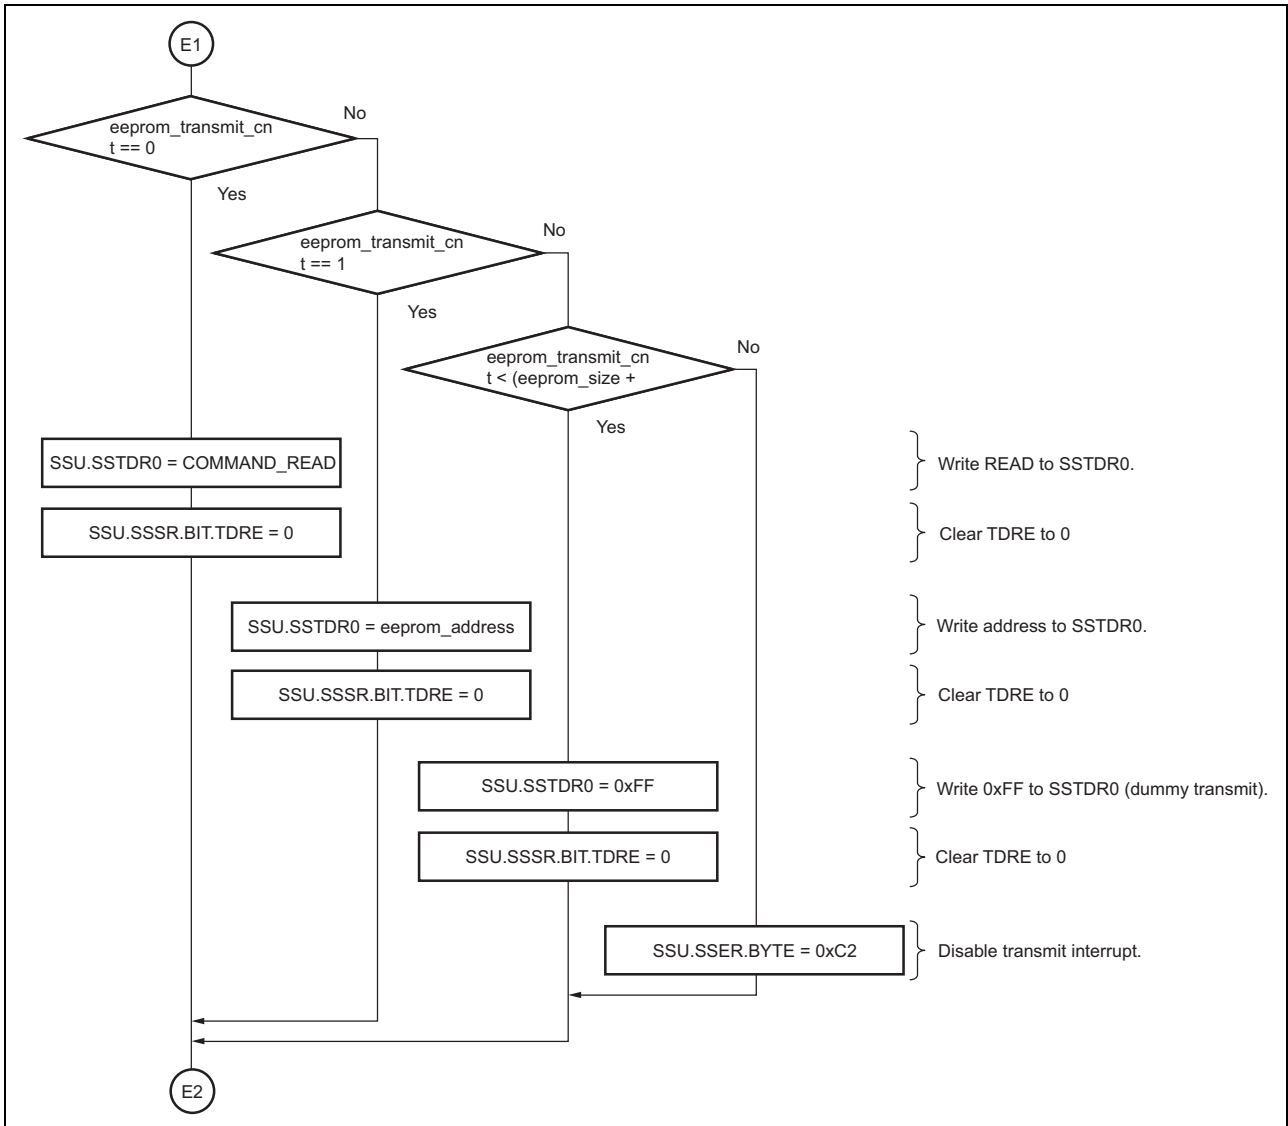 E1
No
eeprom_transmit_cn
t == 0
Yes
No
eeprom_transmit_cn
t == 1
Yes
No
eeprom_transmit_cn
t < (eeprom_size +
Yes
SSU.SSTDR0 = COMMAND_READ
Write READ to SSTDR0.
SSU.SSSR.BIT.TDRE = 0
Clear TDRE to 0
SSU.SSTDR0 = eeprom_address
Write address to SSTDR0.
SSU.SSSR.BIT.TDRE = 0
Clear TDRE to 0
SSU.SSTDR0 = 0xFF
Write 0xFF to SSTDR0 (dummy transmit).
SSU.SSSR.BIT.TDRE = 0
Clear TDRE to 0
SSU.SSER.BYTE = 0xC2
Disable transmit interrupt.
E2